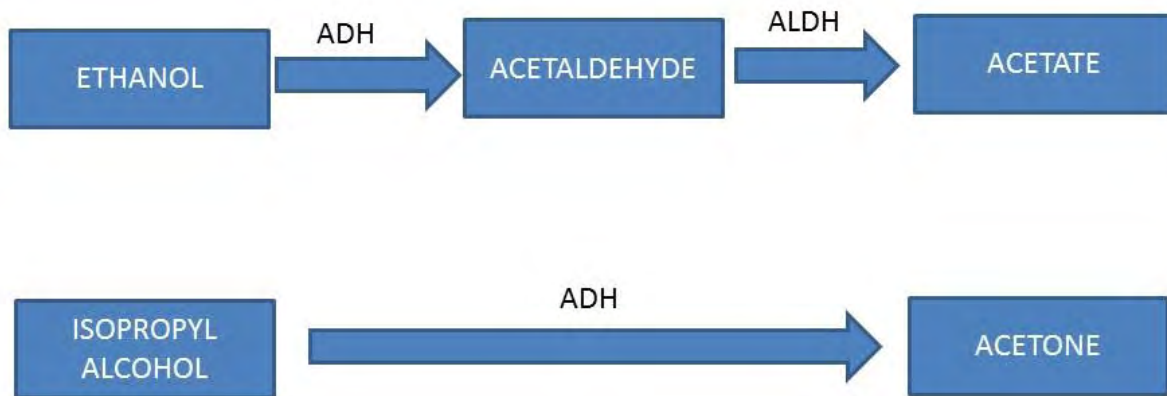 ADH
ALDH
ETHANOL
ACETALDEHYDE
ACETATE
ADH
ISOPROPYL
ALCOHOL
ACETONE